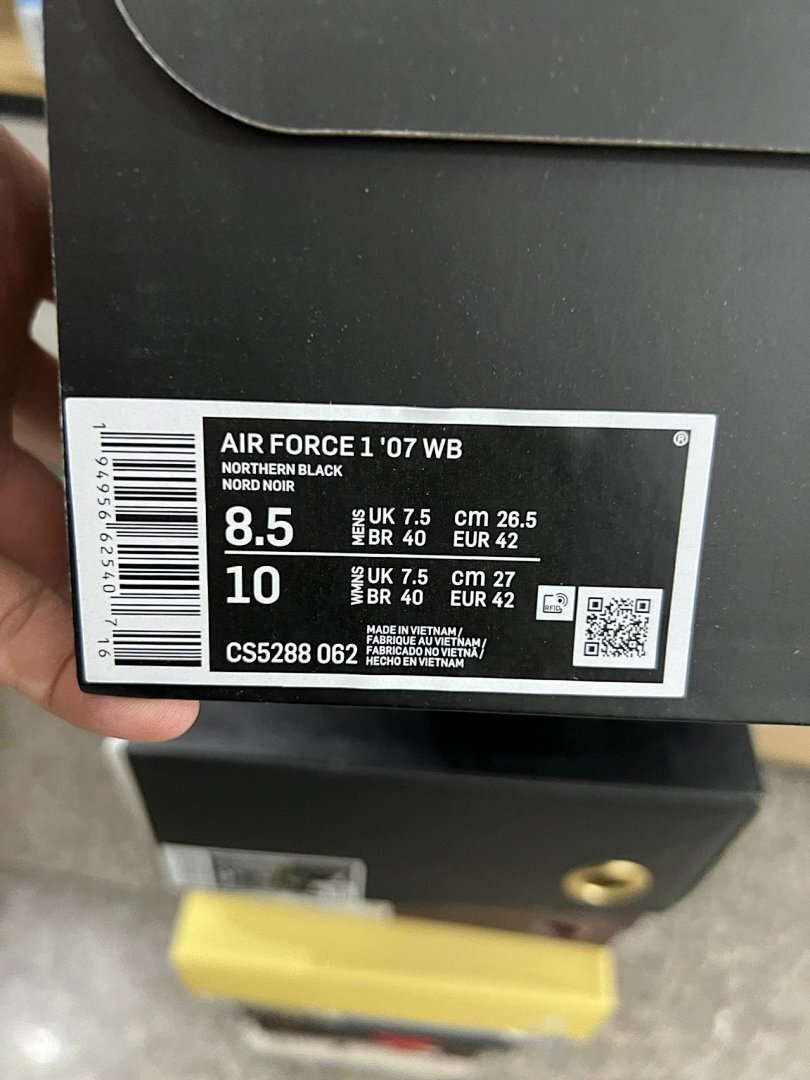 AIR FORCE 1 '07 WB
®
NORTHERN BLACK
NORD NOIR
8.5
MENS
UK 7.5 cm 26.5
BR 40 EUR 42
10
WMNS
UK 7.5 cm 27
BR 40 EUR 42
RFID
CS5288 062
MADE IN VIETNAM/
FABRIQUE AU VIETNAM/
FABRICADO NO VIETNÃ/
HECHO EN VIETNAM
1 94956 62540 7 16